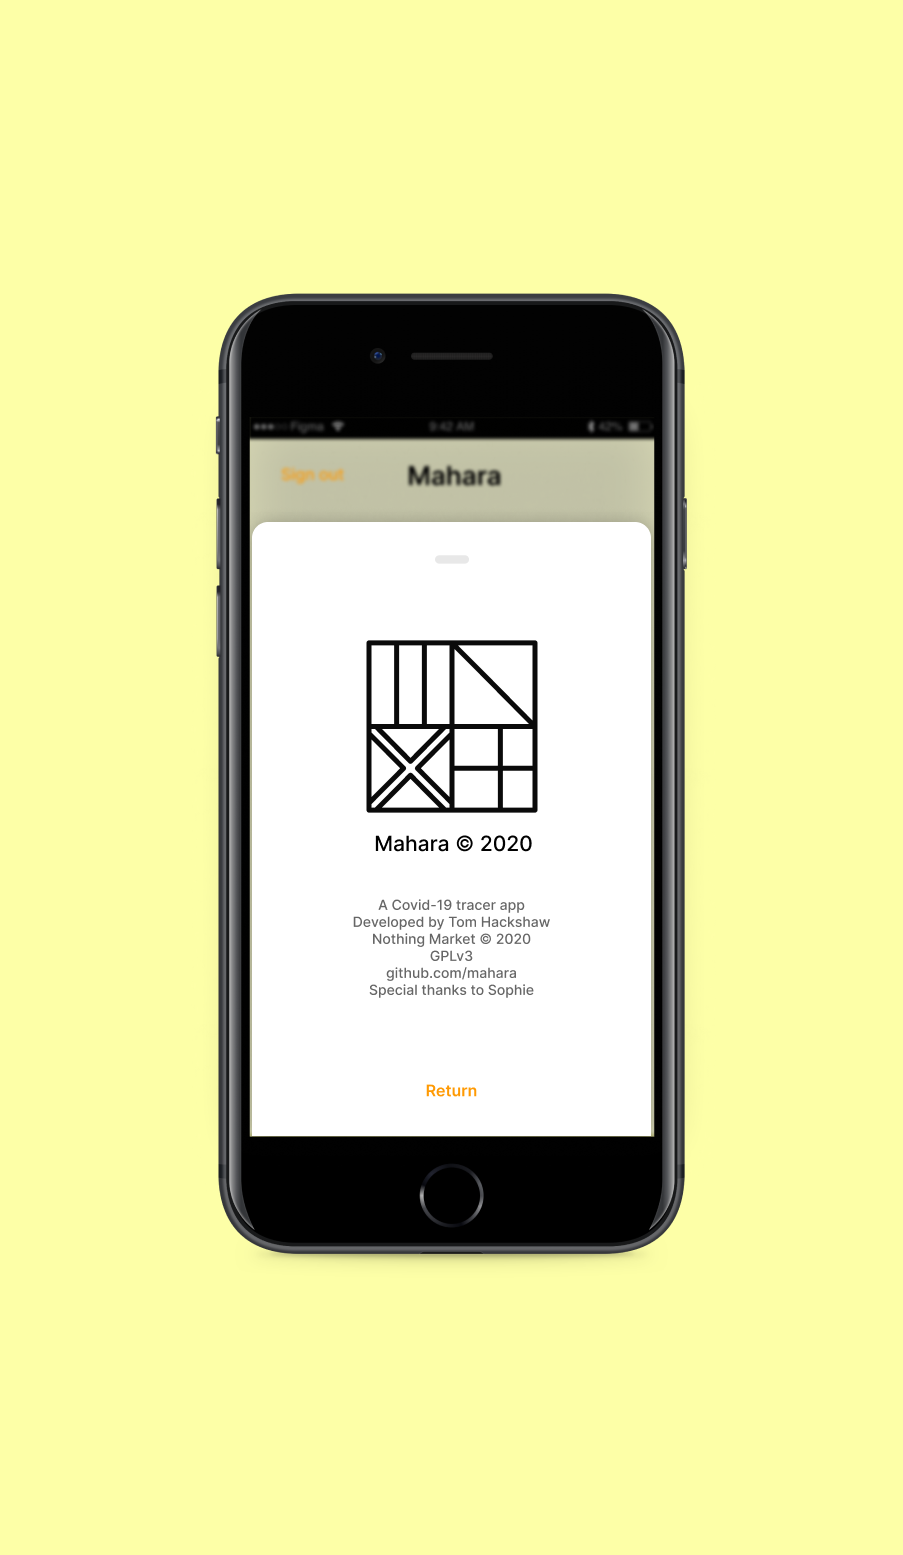 Figma 9:42 AM 42%
Sign out Mahara
Mahara © 2020
A Covid-19 tracer app
Developed by Tom Hackshaw
Nothing Market © 2020
GPLv3
github.com/mahara
Special thanks to Sophie
Return